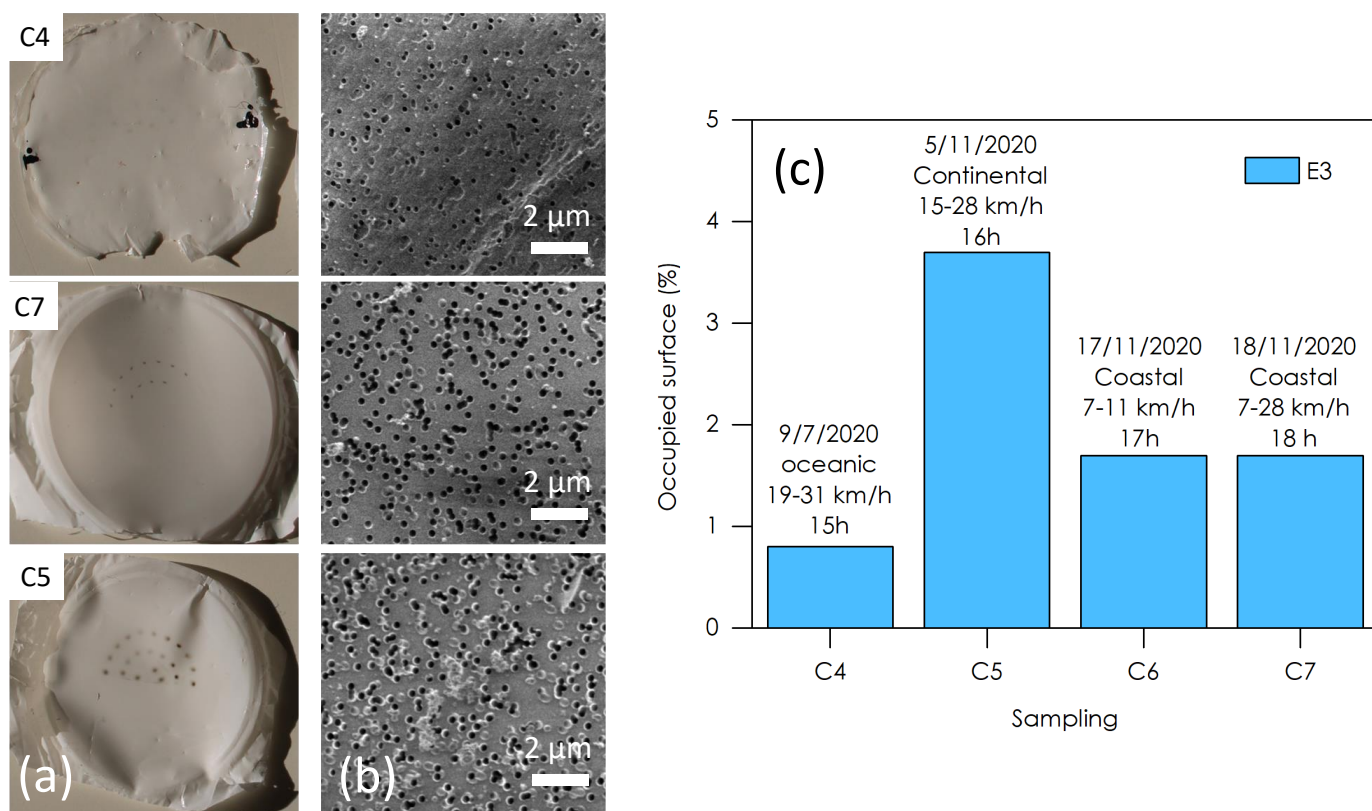 C4
2 µm
C7
2 µm
C5
2 µm
(a)
(b)
(c)
E3
5
4
3
2
1
0
Occupied surface (%)
9/7/2020
oceanic
19-31 km/h
15h
5/11/2020
Continental
15-28 km/h
16h
17/11/2020
Coastal
7-11 km/h
17h
18/11/2020
Coastal
7-28 km/h
18 h
C4
C5
C6
C7
Sampling